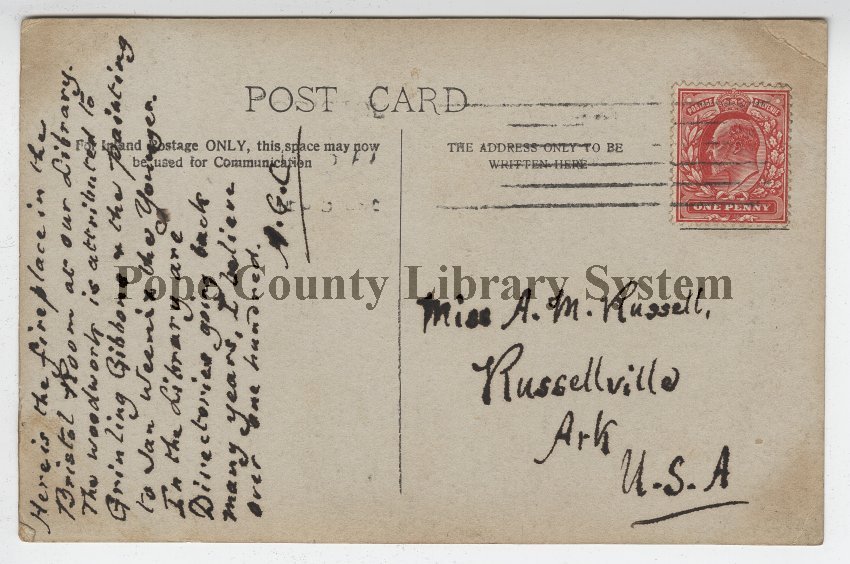 POST CARD
For Inland Postage ONLY, this space may now
be used for Communication
THE ADDRESS ONLY TO BE
WRITTEN HERE
POSTAGE REVENUE
ONE PENNY
Here is the fireplace in the
Bristol Room at our Library.
The woodwork is attributed to
Grinling Gibbons & the painting
to Jan Weenix the Younger.
In the Library are
Directories going back
many years, I believe
over one hundred.
A.G.C.
Miss A. M. Russell,
Russellville
Ark
U.S.A
Pope County Library System